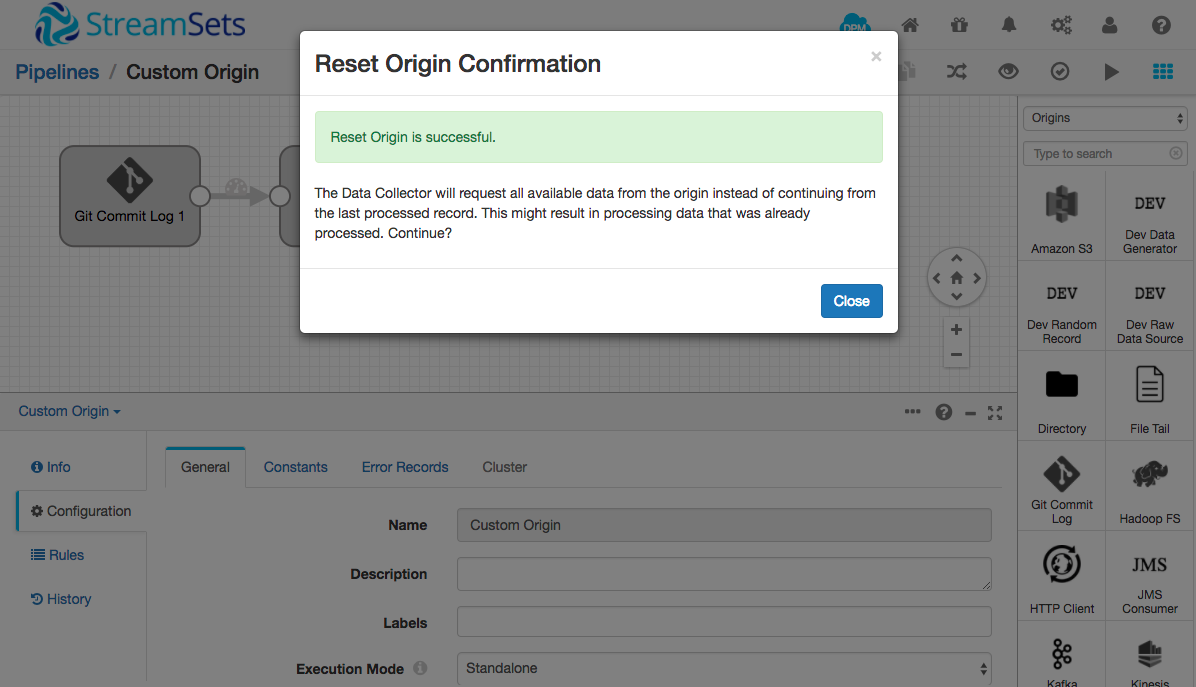 StreamSets
DPM
Pipelines / Custom Origin
Reset Origin Confirmation
×
Reset Origin is successful.
The Data Collector will request all available data from the origin instead of continuing from
the last processed record. This might result in processing data that was already
processed. Continue?
Close
Git Commit Log 1
Origins
Type to search
Amazon S3
DEV
Dev Data
Generator
DEV
Dev Random
Record
DEV
Dev Raw
Data Source
Directory
File Tail
Git Commit
Log
Hadoop FS
HTTP Client
JMS
JMS
Consumer
Kafka
Kinesis
Custom Origin
Info
Configuration
Rules
History
General
Constants
Error Records
Cluster
Name
Custom Origin
Description
Labels
Execution Mode
Standalone